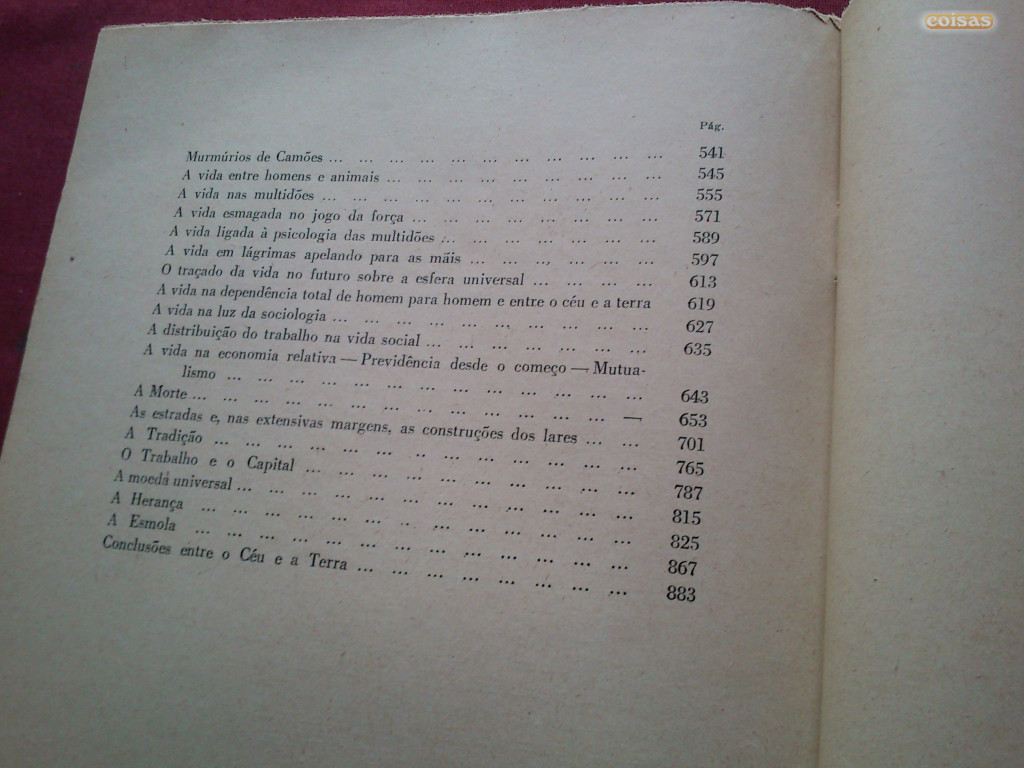 coisas
Pág.
Murmúrios de Camões ... ... ... ... ... ... ... ... ... ... ... 541
A vida entre homens e animais ... ... ... ... ... ... ... ... ... 545
A vida nas multidões ... ... ... ... ... ... ... ... ... ... ... 555
A vida esmagada no jogo da força ... ... ... ... ... ... ... ... 571
A vida ligada à psicologia das multidões ... ... ... ... ... ... ... 589
A vida em lágrimas apelando para as mãis ... ... ... ... ... ... 597
O traçado da vida no futuro sobre a esfera universal ... ... ... ... 613
A vida na dependência total de homem para homem e entre o céu e a terra 619
A vida na luz da sociologia ... ... ... ... ... ... ... ... ... ... 627
A distribuição do trabalho na vida social ... ... ... ... ... ... ... 635
A vida na economia relativa — Previdência desde o começo — Mutua-
lismo ... ... ... ... ... ... ... ... ... ... ... ... ... 643
A Morte ... ... ... ... ... ... ... ... ... ... ... ... ... — 653
As estradas e, nas extensivas margens, as construções dos lares ... ... 701
A Tradição ... ... ... ... ... ... ... ... ... ... ... ... ... 765
O Trabalho e o Capital ... ... ... ... ... ... ... ... ... ... 787
A moeda universal ... ... ... ... ... ... ... ... ... ... ... ... 815
A Herança ... ... ... ... ... ... ... ... ... ... ... ... ... 825
A Esmola ... ... ... ... ... ... ... ... ... ... ... ... ... 867
Conclusões entre o Céu e a Terra ... ... ... ... ... ... ... ... 883